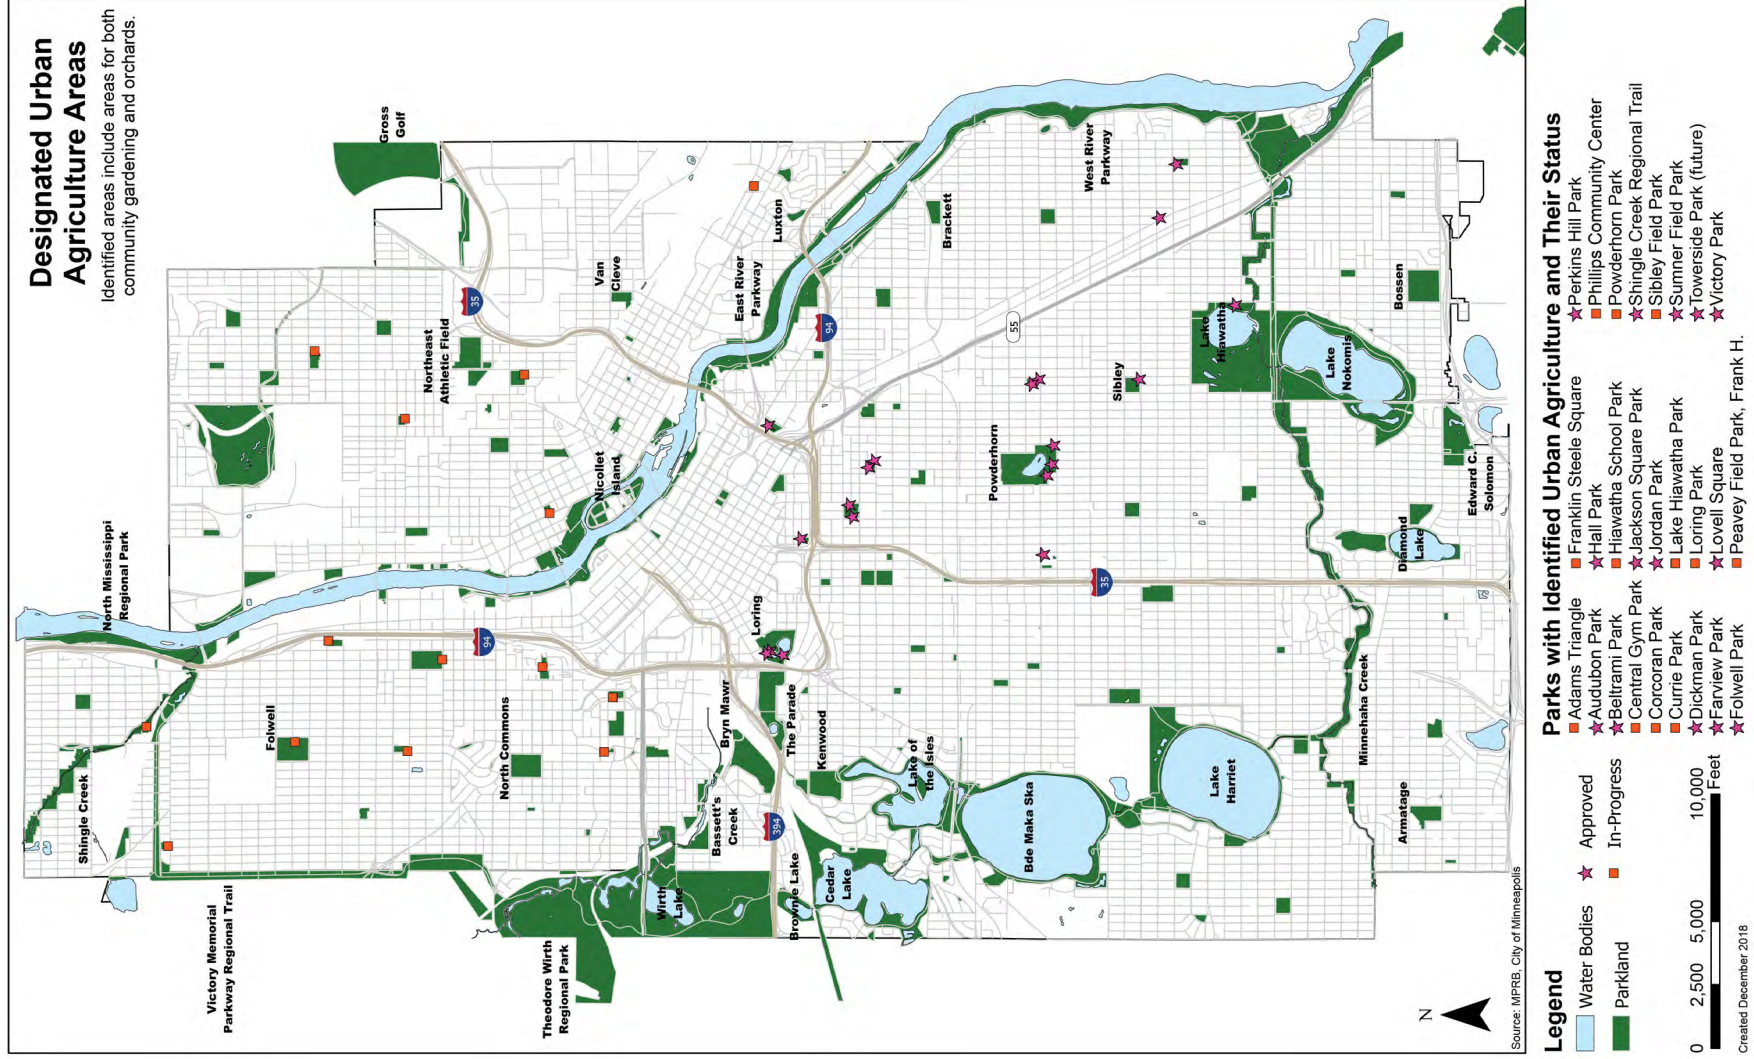 Designated Urban
Agriculture Areas
Identified areas include areas for both
community gardening and orchards.
Gross
Golf
North Mississippi
Regional Park
Van
Cleve
Luxton
Northeast
Athletic Field
35
East River
Parkway
West River
Parkway
Brackett
94
55
Nicollet
Island
Sibley
Lake
Hiawatha
Bossen
Lake
Nokomis
Powderhorn
Edward C.
Solomon
Diamond
Lake
35
94
Loring
Folwell
North Commons
Bryn Mawr
The Parade
Kenwood
Minnehaha Creek
Shingle Creek
Bassett's
Creek
394
Lake of
the Isles
Lake
Harriet
Bde Maka Ska
Armatage
Wirth
Lake
Brownie Lake
Cedar
Lake
Victory Memorial
Parkway Regional Trail
Theodore Wirth
Regional Park
N
Source: MPRB, City of Minneapolis
Legend
Water Bodies
Parkland
Approved
In-Progress
0 2,500 5,000 10,000
Feet
Created December 2018
Parks with Identified Urban Agriculture and Their Status
Adams Triangle
Audubon Park
Beltrami Park
Central Gym Park
Corcoran Park
Currie Park
Dickman Park
Farview Park
Folwell Park
Franklin Steele Square
Hall Park
Hiawatha School Park
Jackson Square Park
Jordan Park
Lake Hiawatha Park
Loring Park
Lovell Square
Peavey Field Park, Frank H.
Perkins Hill Park
Phillips Community Center
Powderhorn Park
Shingle Creek Regional Trail
Sibley Field Park
Sumner Field Park
Towerside Park (future)
Victory Park